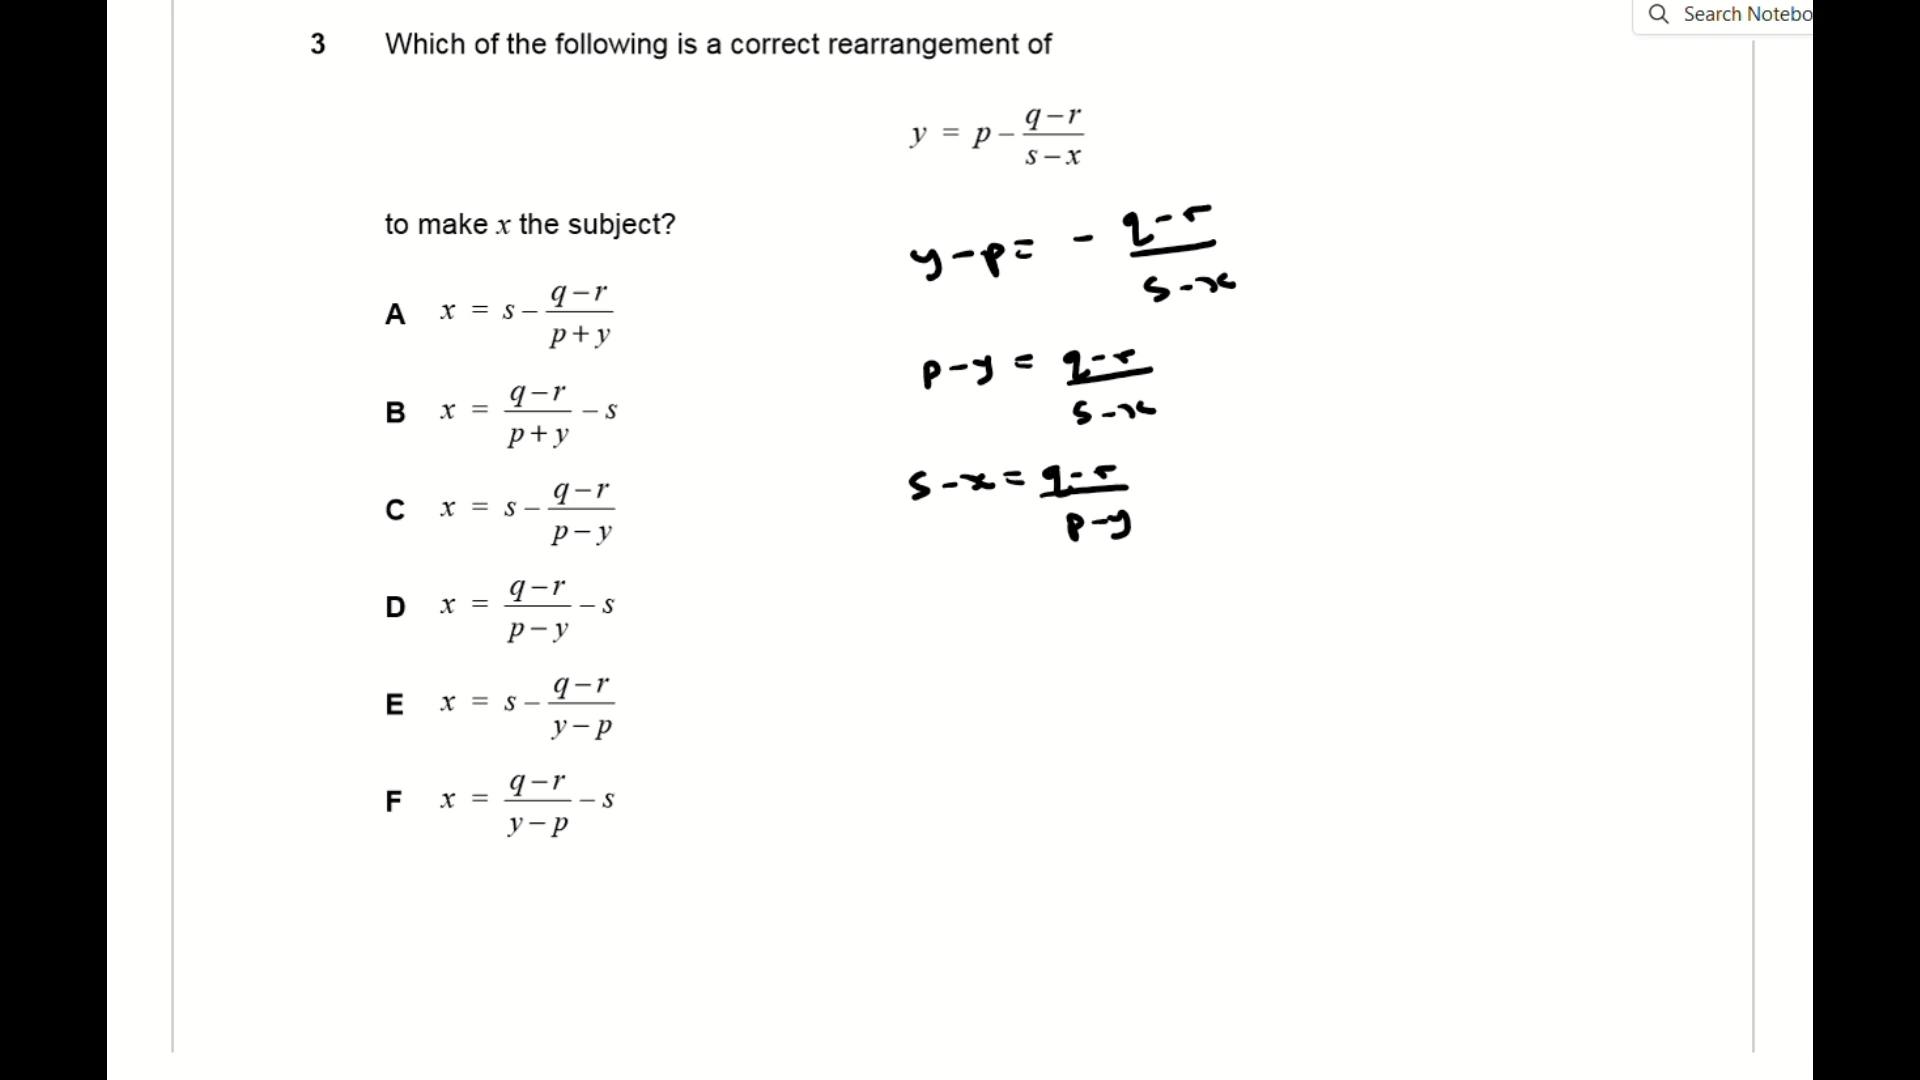 Search Notebo
3 Which of the following is a correct rearrangement of
y = p − (q − r)/(s − x)
to make x the subject?
y − p = − (q − r)/(s − x)
p − y = (q − r)/(s − x)
s − x = (q − r)/(p − y)
A x = s − (q − r)/(p + y)
B x = (q − r)/(p + y) − s
C x = s − (q − r)/(p − y)
D x = (q − r)/(p − y) − s
E x = s − (q − r)/(y − p)
F x = (q − r)/(y − p) − s